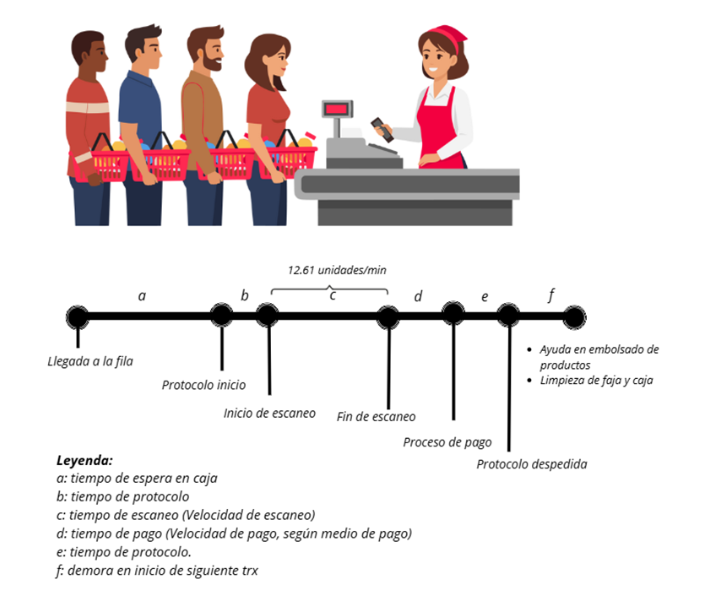 12.61 unidades/min
a
b
c
d
e
f
Llegada a la fila
Protocolo inicio
Inicio de escaneo
Fin de escaneo
Proceso de pago
Protocolo despedida
• Ayuda en embolsado de
productos
• Limpieza de faja y caja
Leyenda:
a: tiempo de espera en caja
b: tiempo de protocolo
c: tiempo de escaneo (Velocidad de escaneo)
d: tiempo de pago (Velocidad de pago, según medio de pago)
e: tiempo de protocolo.
f: demora en inicio de siguiente trx